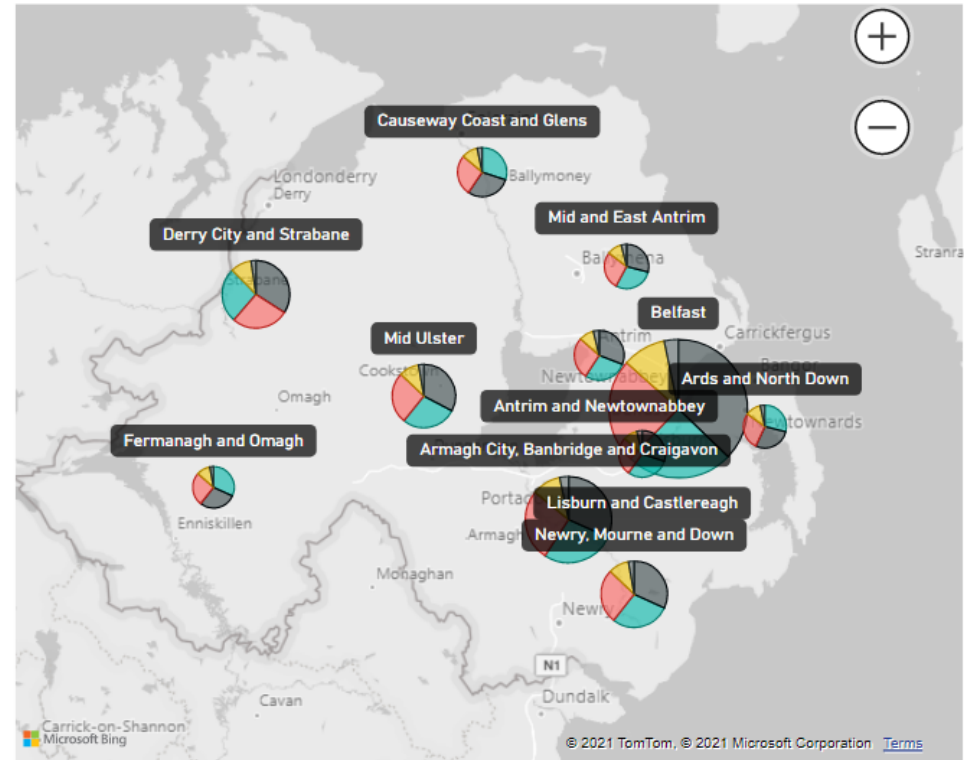 Causeway Coast and Glens
Londonderry
Derry
Ballymoney
Mid and East Antrim
Derry City and Strabane
Ballymena
Stranra
Strabane
Belfast
Mid Ulster
Antrim
Carrickfergus
Cookstown
Bangor
Newtownabbey
Ards and North Down
Omagh
Antrim and Newtownabbey
Newtownards
Fermanagh and Omagh
Armagh City, Banbridge and Craigavon
Enniskillen
Lisburn and Castlereagh
Armagh
Newry, Mourne and Down
Monaghan
Newry
N1
Dundalk
Cavan
Carrick-on-Shannon
Microsoft Bing
© 2021 TomTom, © 2021 Microsoft Corporation Terms